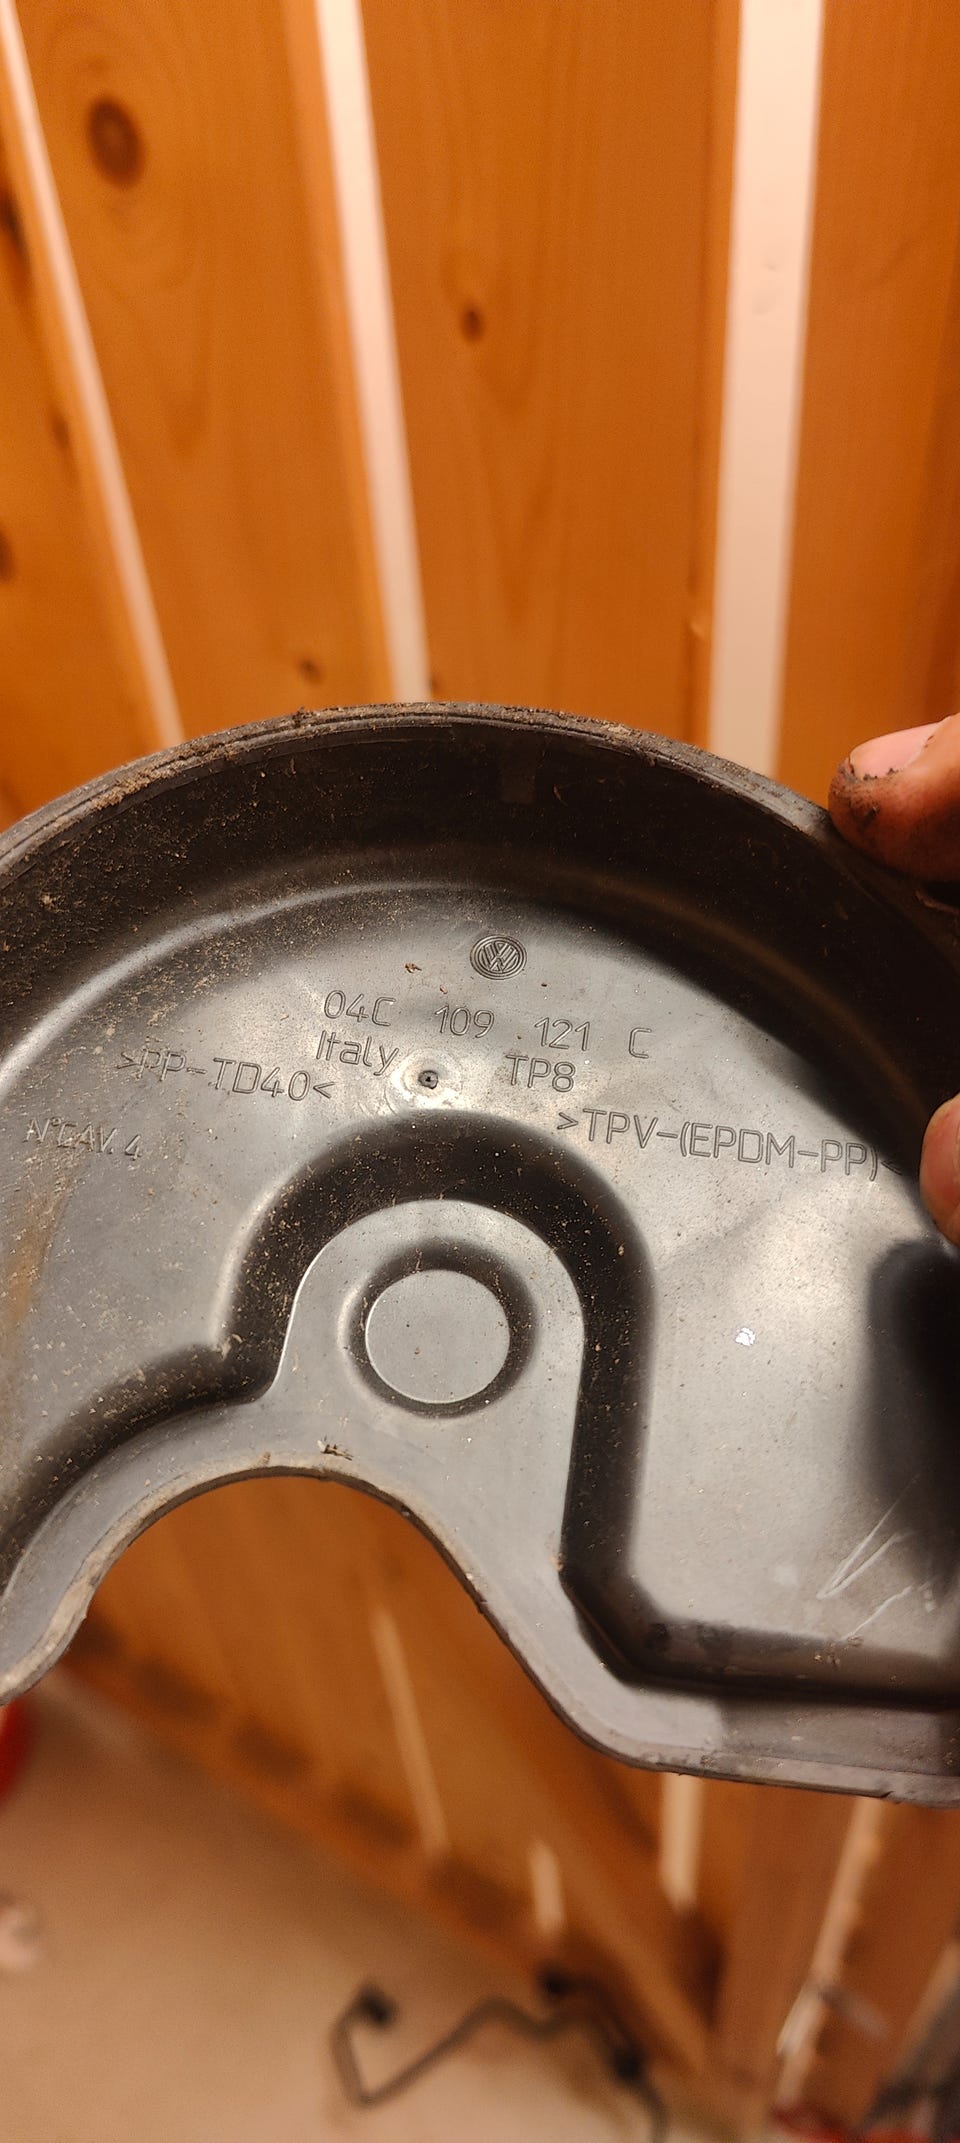 04C 109 121 C
Italy TP8
>PP-TD40<
>TPV-(EPDM-PP)<
N°CAV. 4